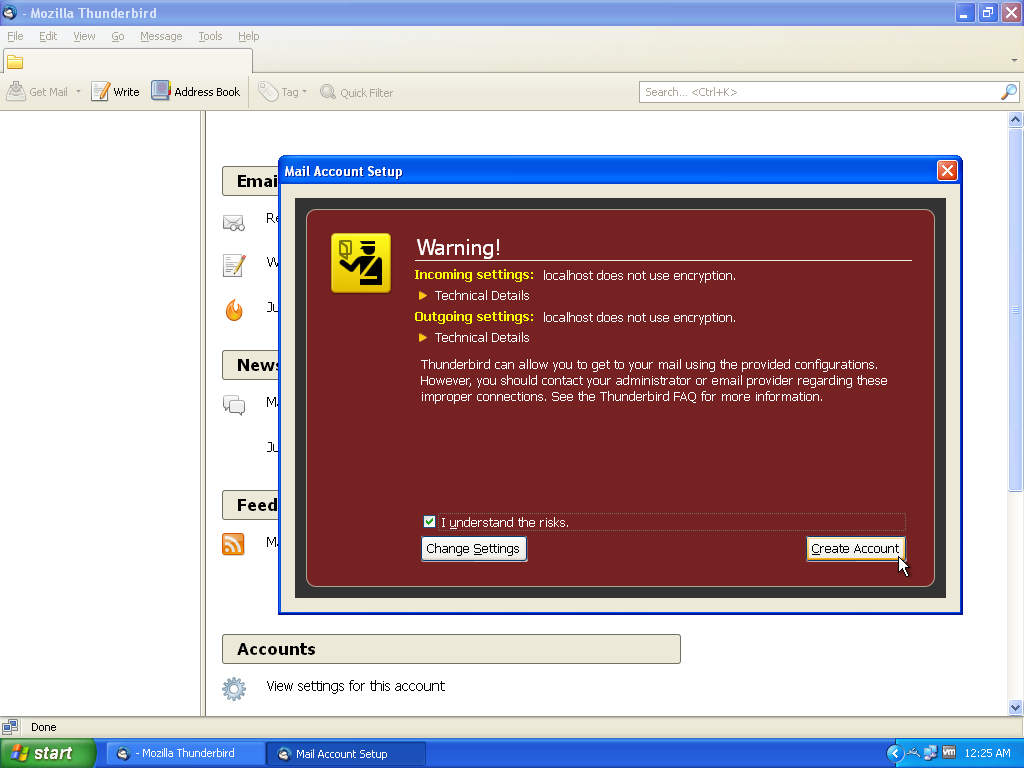 - Mozilla Thunderbird
File Edit View Go Message Tools Help
Get Mail Write Address Book Tag Quick Filter Search... <Ctrl+K>
Emai
Mail Account Setup
Re
W
Ju
News
Ma
Ju
Feed
Ma
Warning!
Incoming settings: localhost does not use encryption.
Technical Details
Outgoing settings: localhost does not use encryption.
Technical Details
Thunderbird can allow you to get to your mail using the provided configurations.
However, you should contact your administrator or email provider regarding these
improper connections. See the Thunderbird FAQ for more information.
I understand the risks.
Change Settings Create Account
Accounts
View settings for this account
Done
start - Mozilla Thunderbird Mail Account Setup 12:25 AM